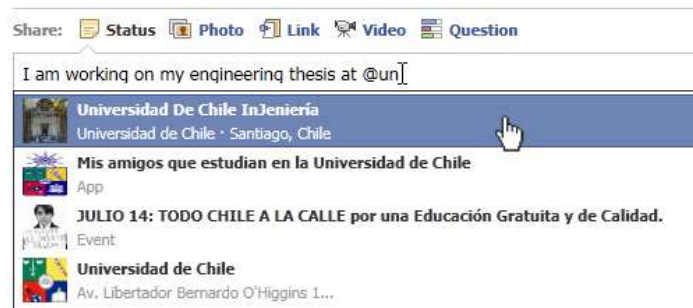 Share: Status Photo Link Video Question
I am working on my engineering thesis at @un
Universidad De Chile InJeniería
Universidad de Chile · Santiago, Chile
Mis amigos que estudian en la Universidad de Chile
App
JULIO 14: TODO CHILE A LA CALLE por una Educación Gratuita y de Calidad.
Event
Universidad de Chile
Av. Libertador Bernardo O'Higgins 1...